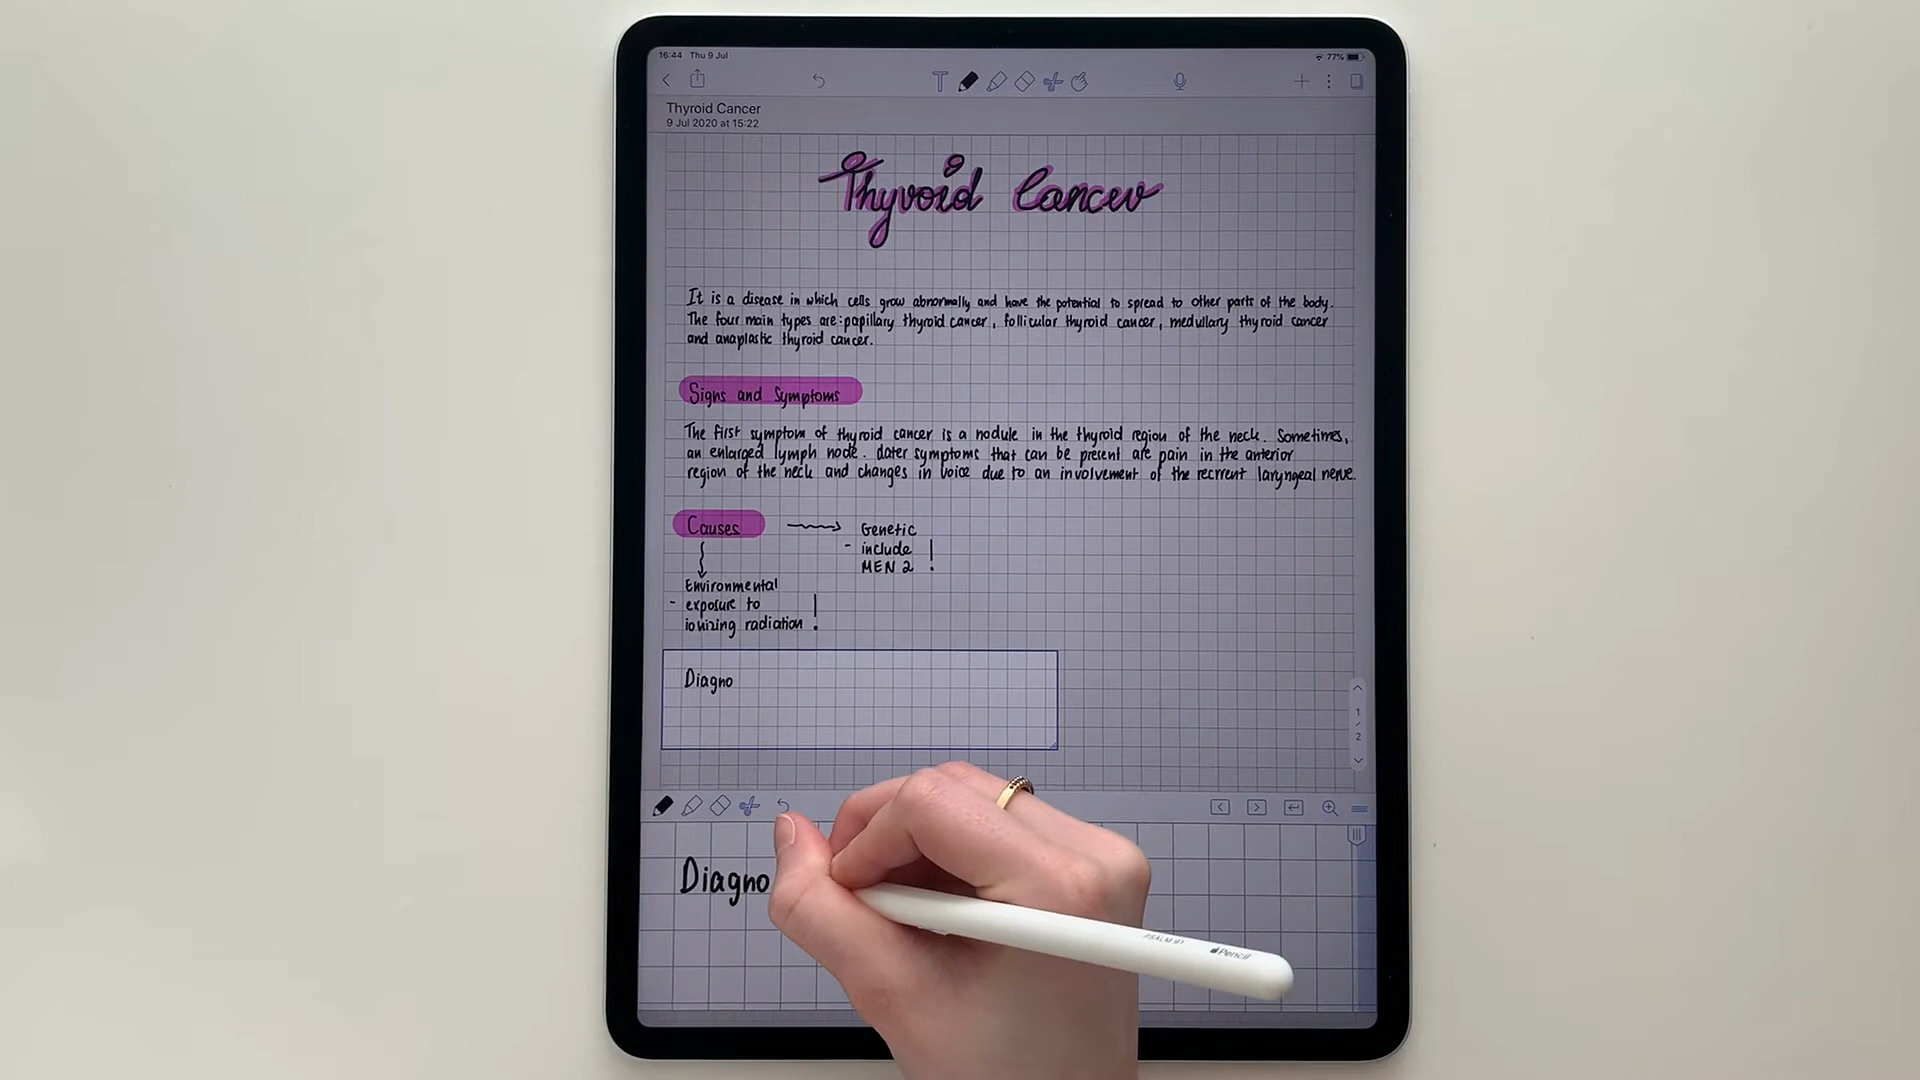 16:44 Thu 9 Jul
77%
Thyroid Cancer
9 Jul 2020 at 15:22
Thyroid Cancer
It is a disease in which cells grow abnormally and have the potential to spread to other parts of the body.
The four main types are: papillary thyroid cancer, follicular thyroid cancer, medullary thyroid cancer
and anaplastic thyroid cancer.
Signs and Symptoms
The first symptom of thyroid cancer is a nodule in the thyroid region of the neck. Sometimes,
an enlarged lymph node. Later symptoms that can be present are pain in the anterior
region of the neck and changes in voice due to an involvement of the recrrent laryngeal nerve.
Causes
Genetic
- include !
MEN 2
Environmental
- exposure to !
ionizing radiation
Diagno
1
/
2
Diagno
PSALM 91
Pencil